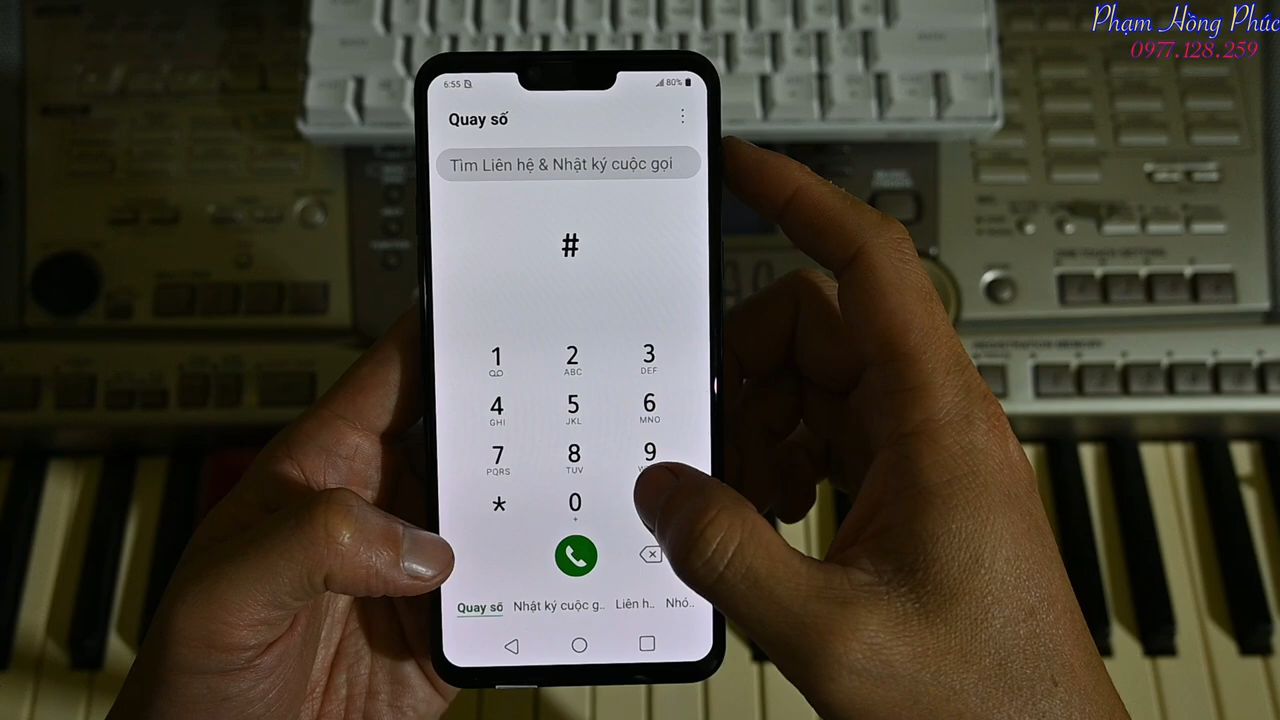 Phạm Hồng Phúc
0977.128.259
6:55
80%
Quay số
Tìm Liên hệ & Nhật ký cuộc gọi
#
1 2 3
ABC DEF
4 5 6
GHI JKL MNO
7 8 9
PQRS TUV
* 0
+
Quay số Nhật ký cuộc g.. Liên h.. Nhó..